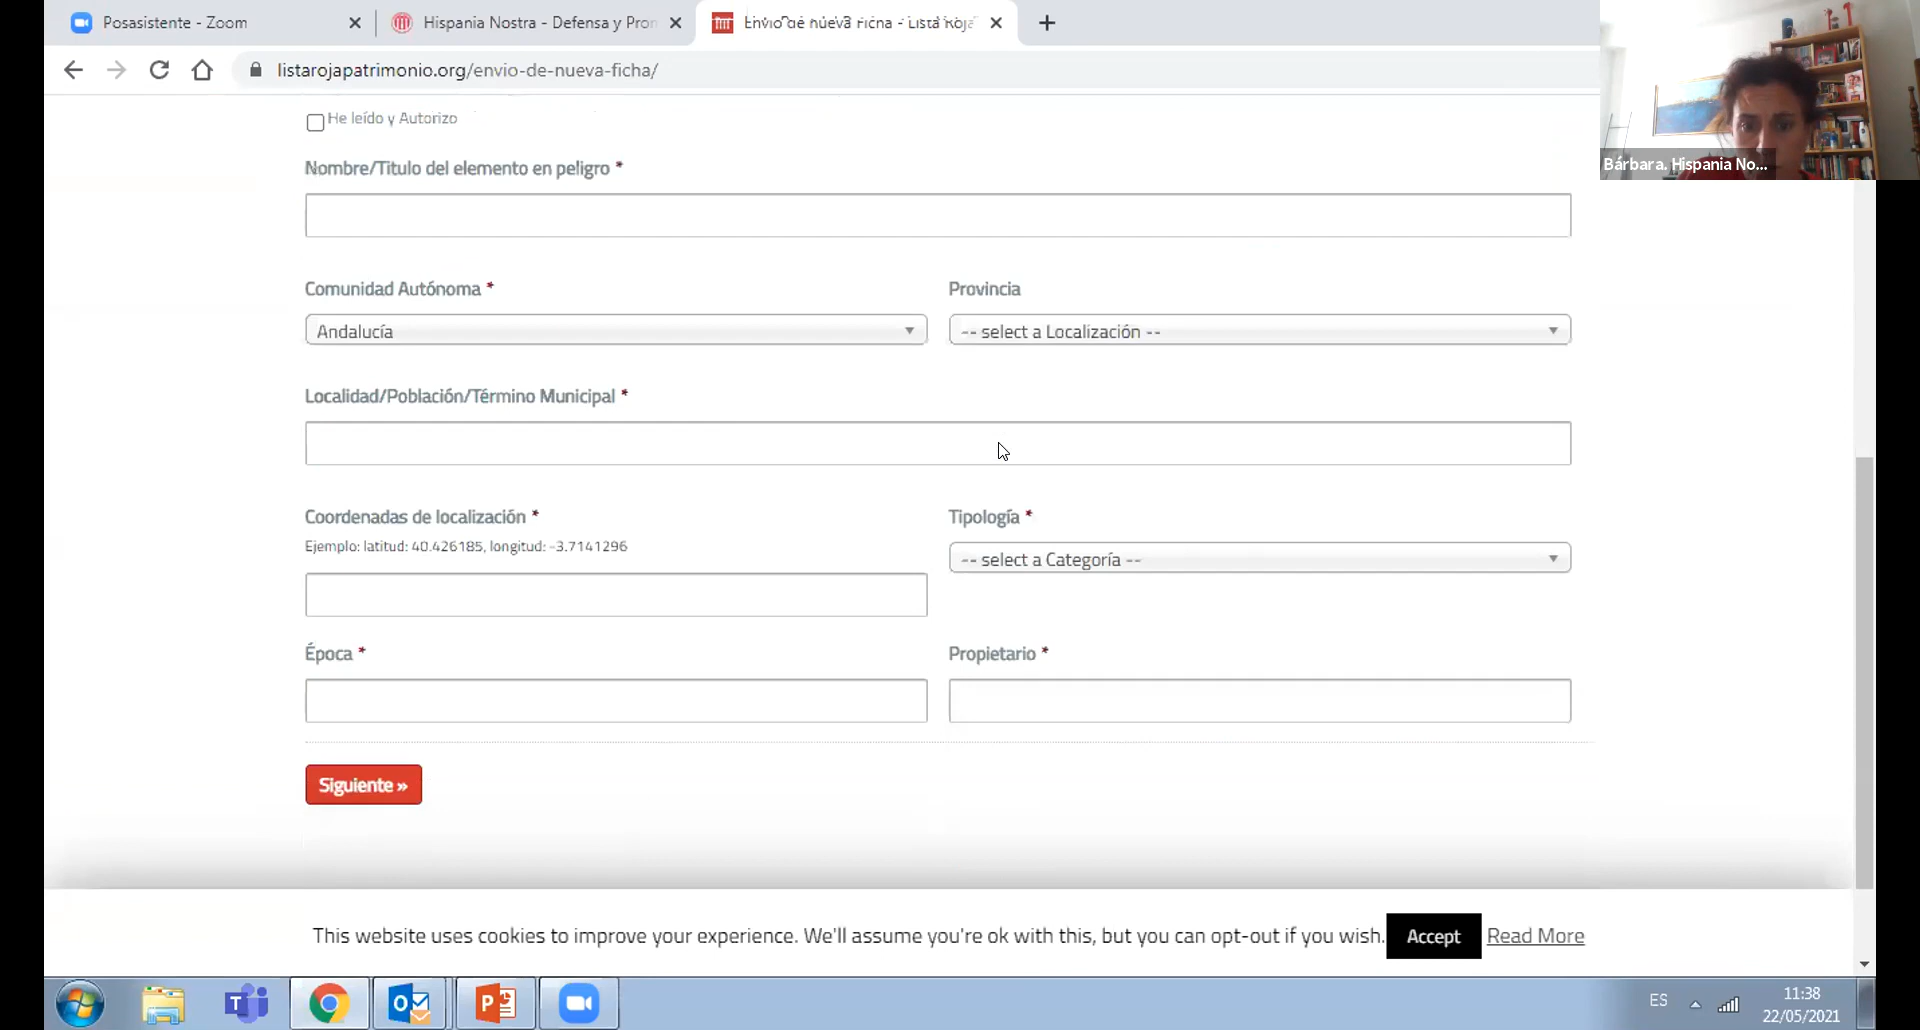 Posasistente - Zoom
Hispania Nostra - Defensa y Pron
Envío de nueva Ficha - Lista Roja
listarojapatrimonio.org/envio-de-nueva-ficha/
Bárbara. Hispania No...
He leído y Autorizo
Nombre/Titulo del elemento en peligro *
Comunidad Autónoma *
Provincia
Andalucía
-- select a Localización --
Localidad/Población/Término Municipal *
Coordenadas de localización *
Tipología *
Ejemplo: latitud: 40.426185, longitud: -3.7141296
-- select a Categoría --
Época *
Propietario *
Siguiente »
This website uses cookies to improve your experience. We'll assume you're ok with this, but you can opt-out if you wish. Accept Read More
ES
11:38
22/05/2021